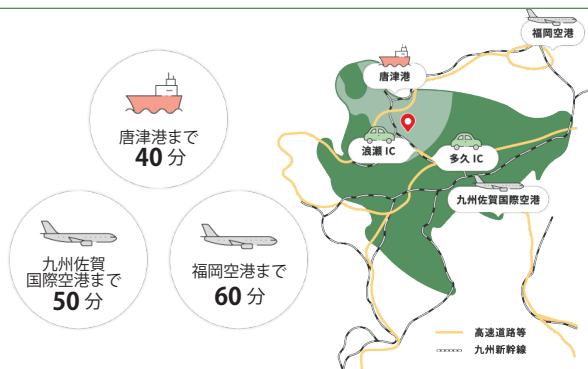 唐津港まで
40 分
九州佐賀
国際空港まで
50 分
福岡空港まで
60 分
福岡空港
唐津港
浪瀬 IC
多久 IC
九州佐賀国際空港
高速道路等
九州新幹線